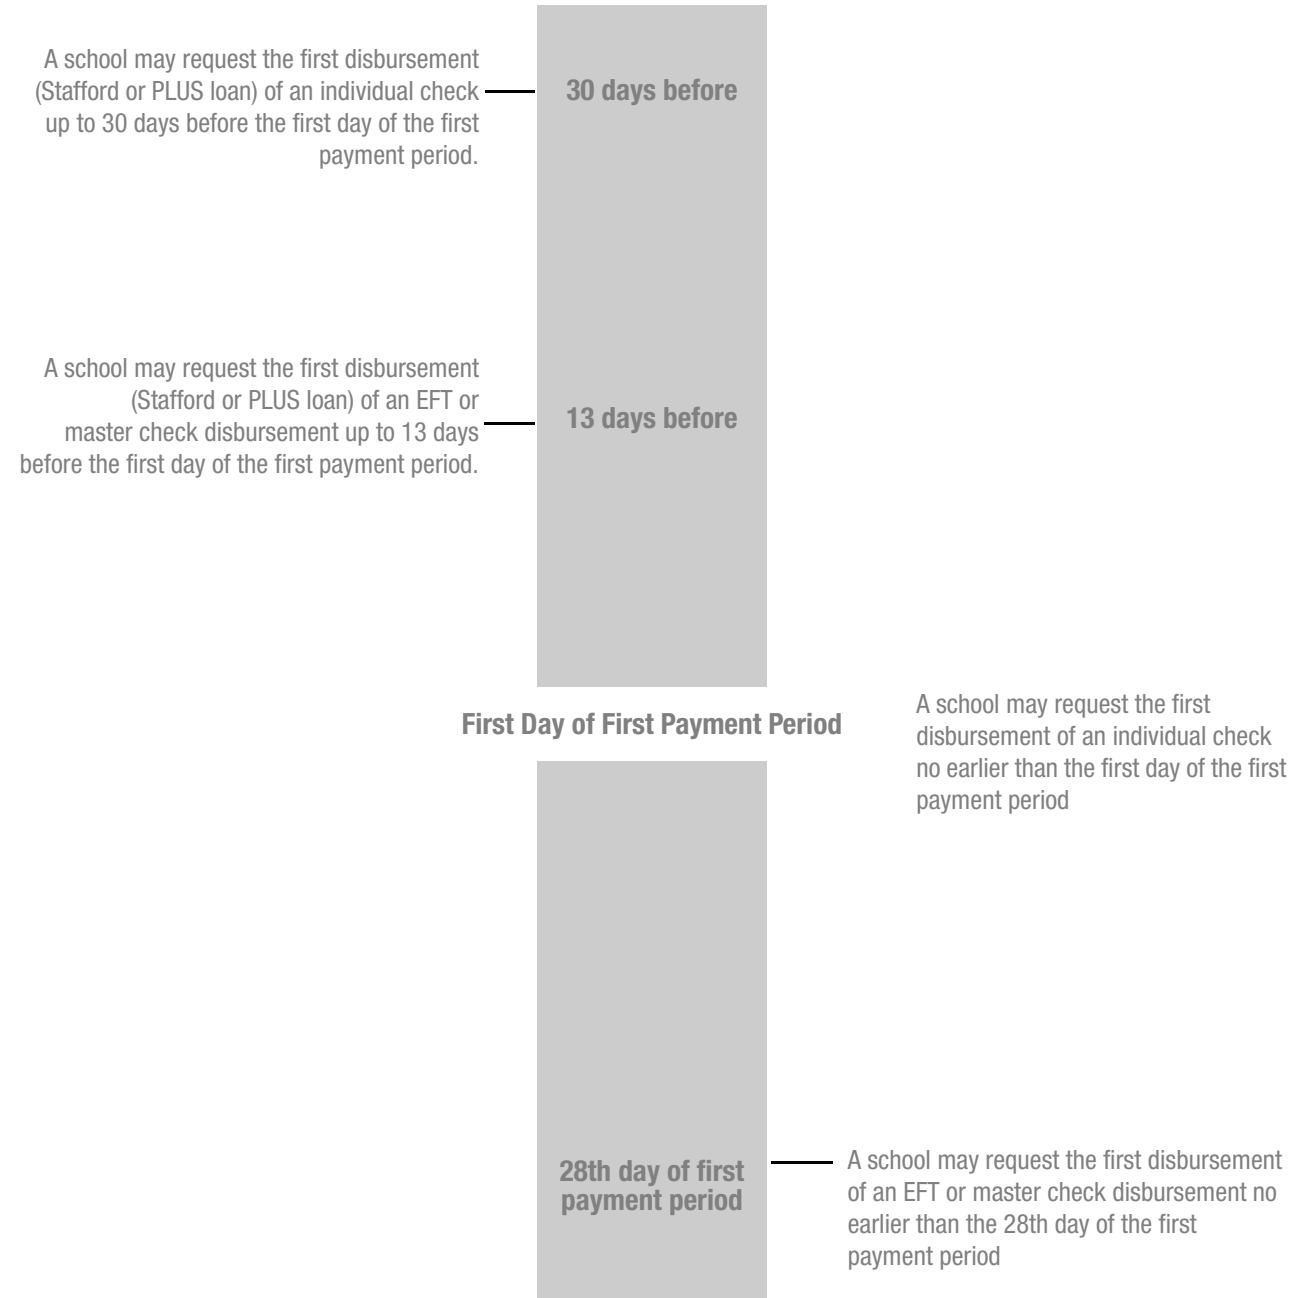 A school may request the first disbursement
(Stafford or PLUS loan) of an individual check
up to 30 days before the first day of the first
payment period.
30 days before
A school may request the first disbursement
(Stafford or PLUS loan) of an EFT or
master check disbursement up to 13 days
before the first day of the first payment period.
13 days before
First Day of First Payment Period
A school may request the first
disbursement of an individual check
no earlier than the first day of the first
payment period
28th day of first
payment period
A school may request the first disbursement
of an EFT or master check disbursement no
earlier than the 28th day of the first
payment period